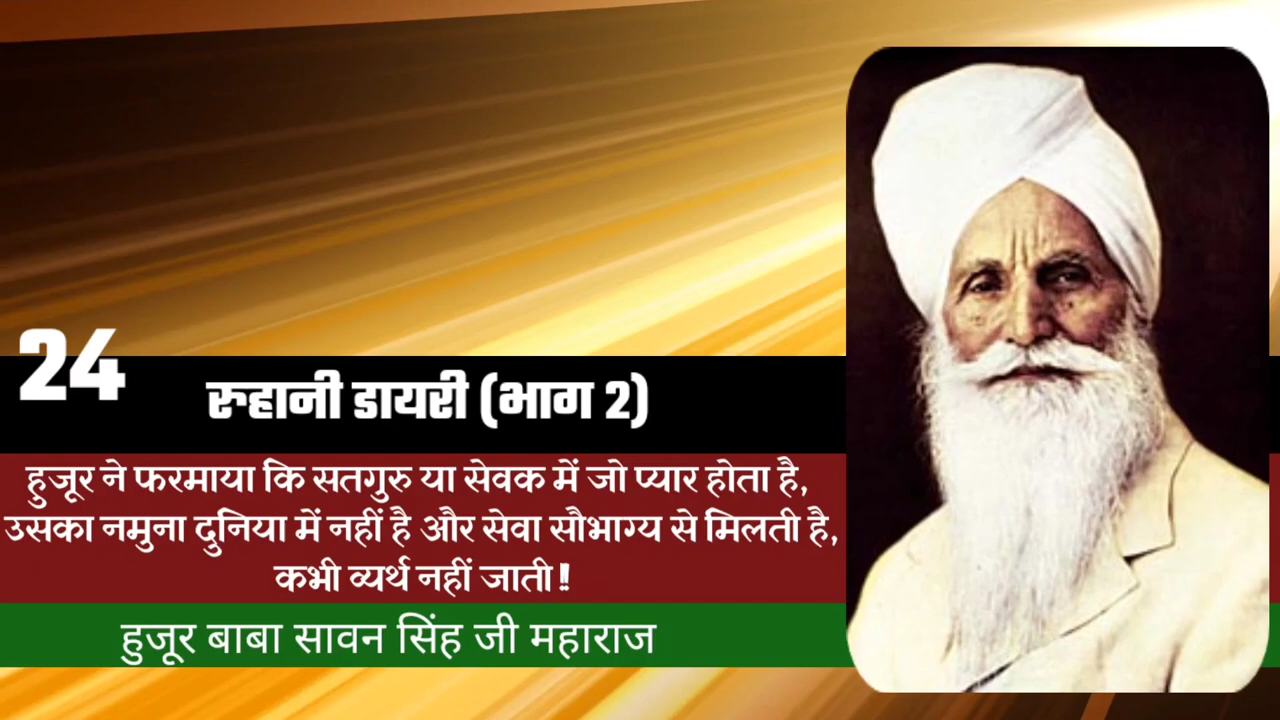 24
रुहानी डायरी (भाग 2)
हुजूर ने फरमाया कि सतगुरु या सेवक में जो प्यार होता है,
उसका नमुना दुनिया में नहीं है और सेवा सौभाग्य से मिलती है,
कभी व्यर्थ नहीं जाती!
हुजूर बाबा सावन सिंह जी महाराज